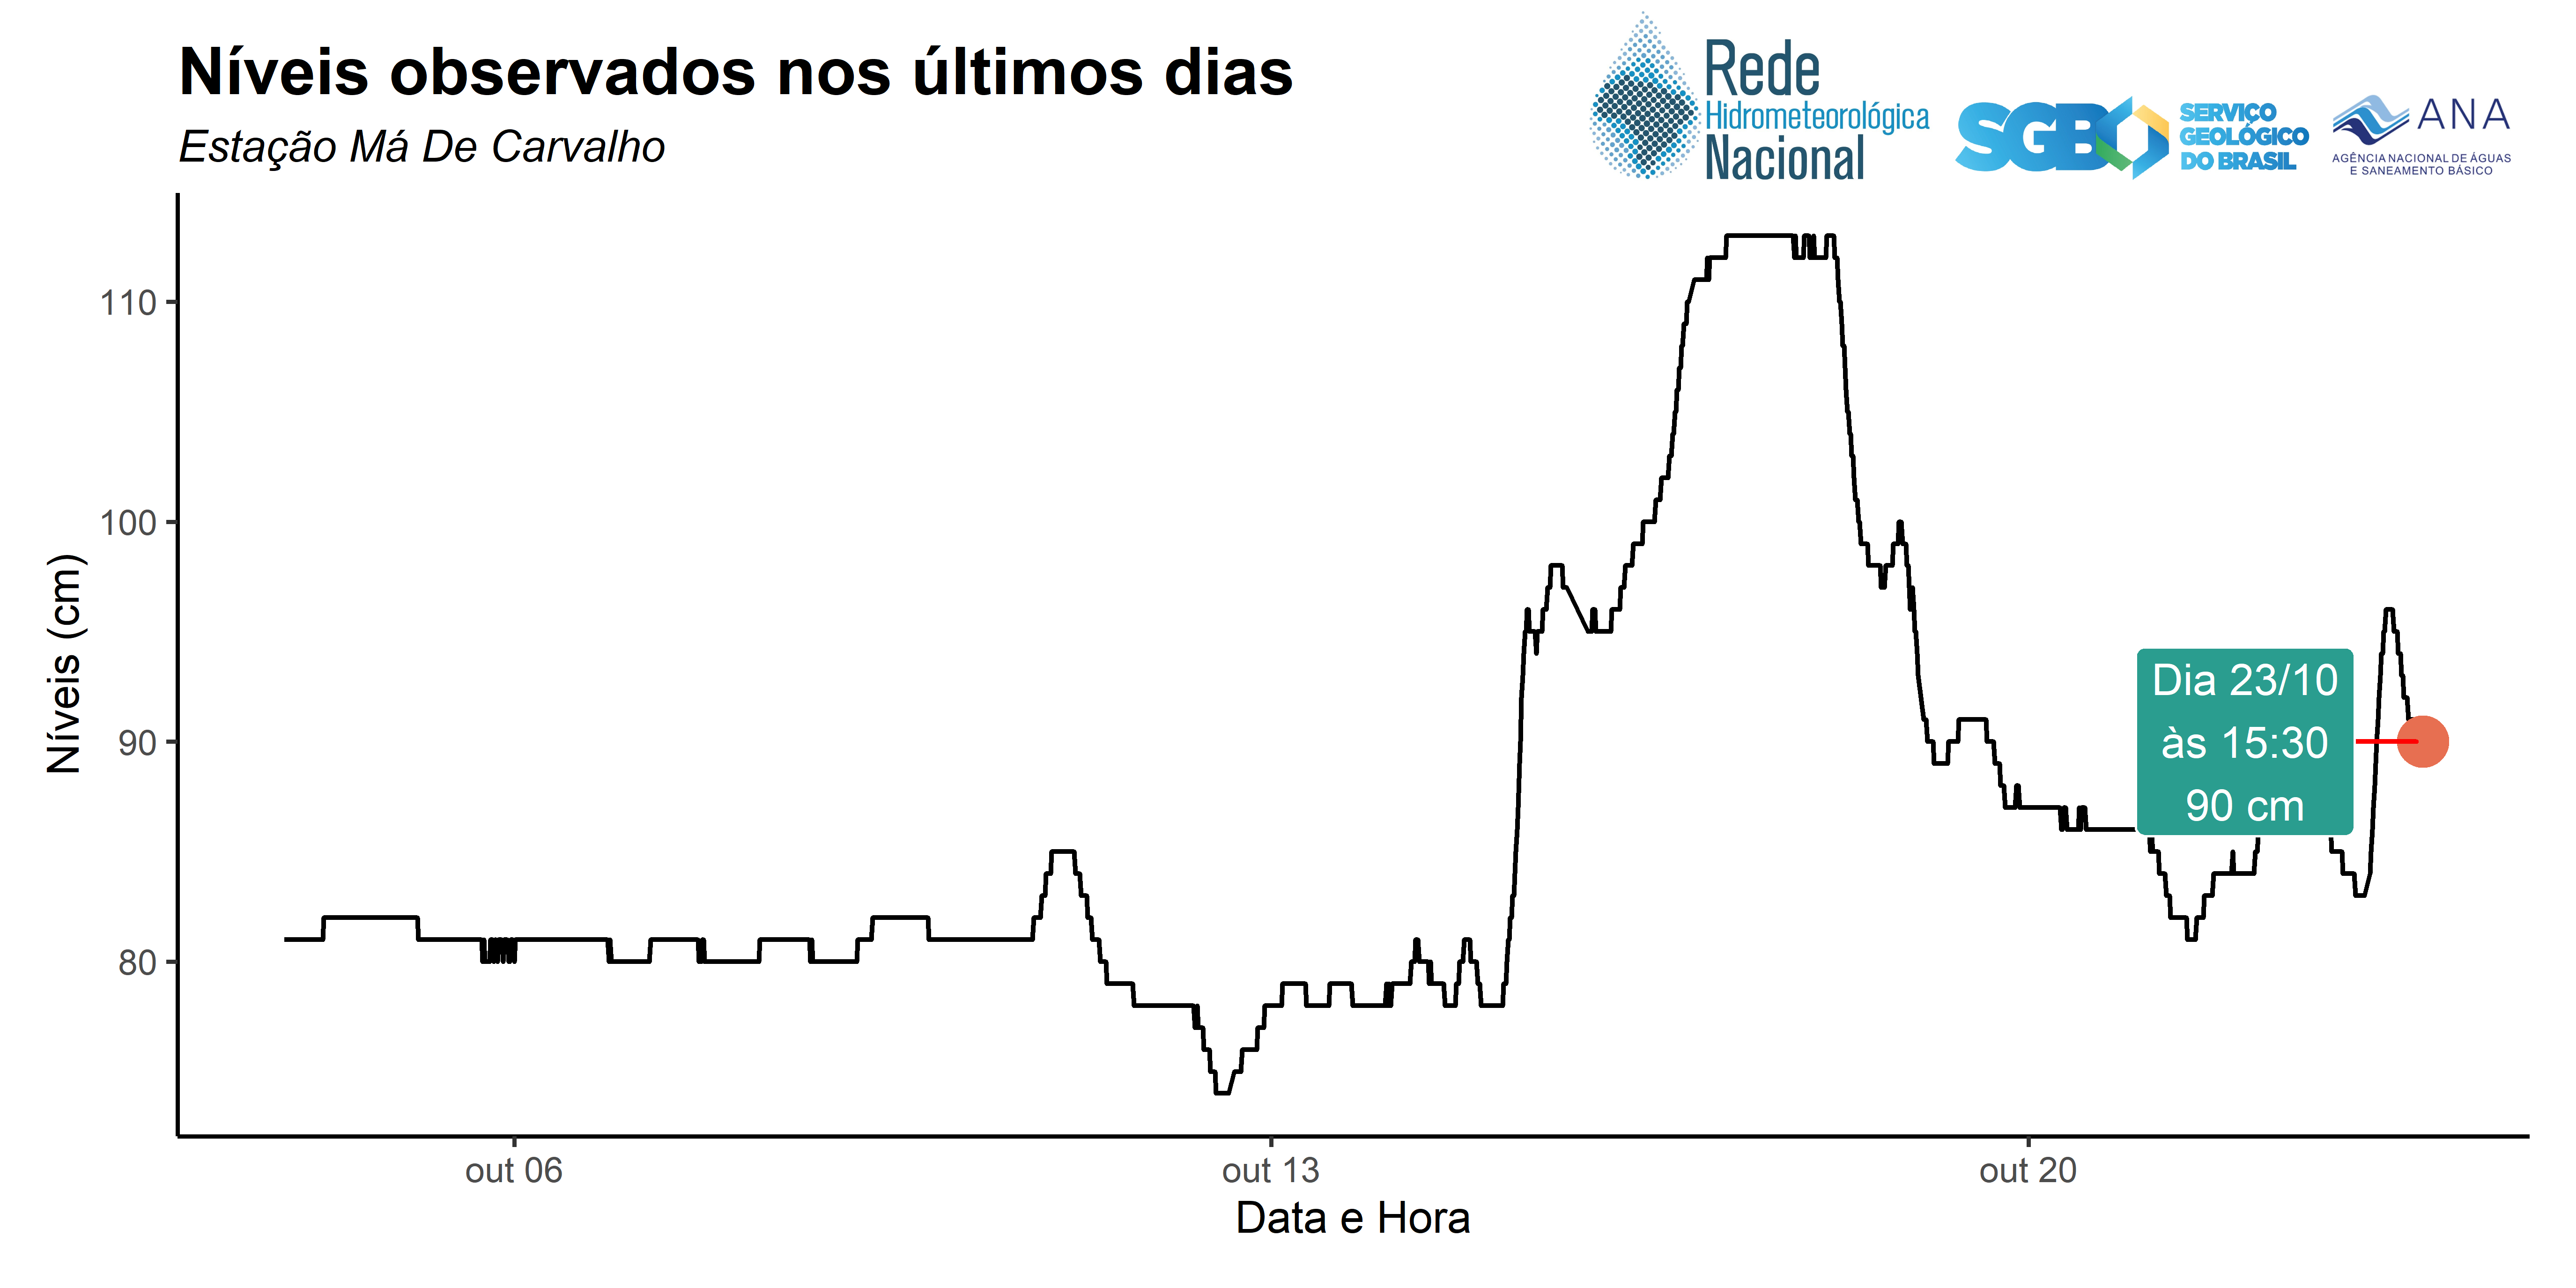 Níveis observados nos últimos dias
Estação Má De Carvalho
Rede
Hidrometeorológica
Nacional
SGB
SERVIÇO
GEOLÓGICO
DO BRASIL
ANA
AGÊNCIA NACIONAL DE ÁGUAS
E SANEAMENTO BÁSICO
Níveis (cm)
110
100
90
80
Dia 23/10
às 15:30
90 cm
out 06
out 13
out 20
Data e Hora